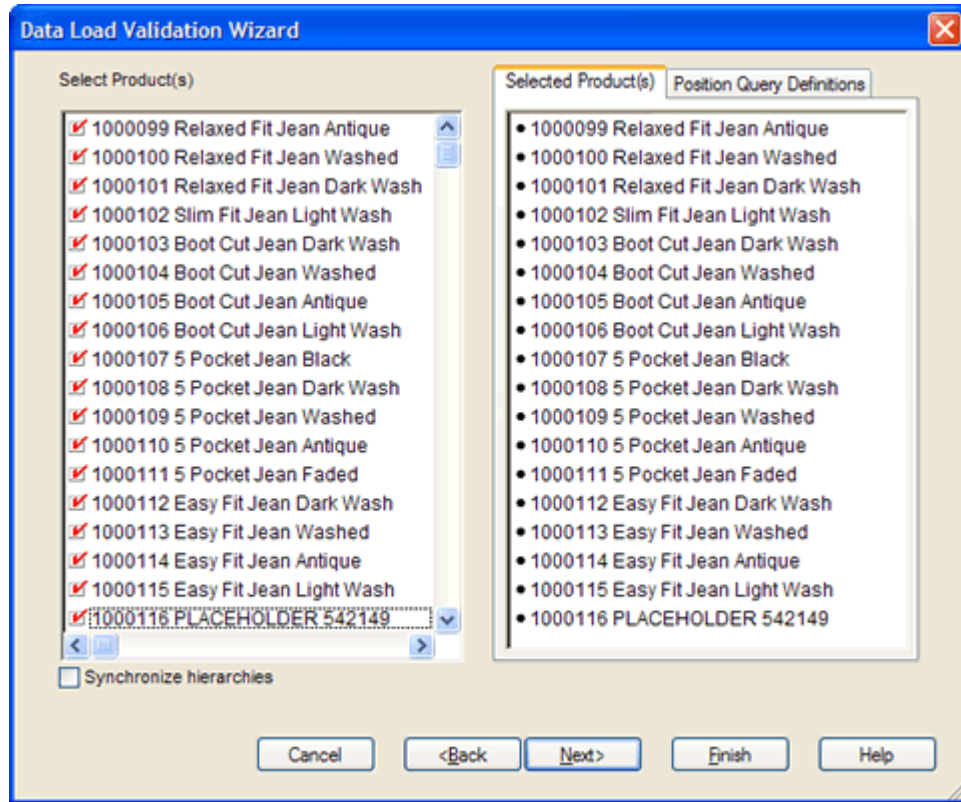 Data Load Validation Wizard
Select Product(s)
1000099 Relaxed Fit Jean Antique
1000100 Relaxed Fit Jean Washed
1000101 Relaxed Fit Jean Dark Wash
1000102 Slim Fit Jean Light Wash
1000103 Boot Cut Jean Dark Wash
1000104 Boot Cut Jean Washed
1000105 Boot Cut Jean Antique
1000106 Boot Cut Jean Light Wash
1000107 5 Pocket Jean Black
1000108 5 Pocket Jean Dark Wash
1000109 5 Pocket Jean Washed
1000110 5 Pocket Jean Antique
1000111 5 Pocket Jean Faded
1000112 Easy Fit Jean Dark Wash
1000113 Easy Fit Jean Washed
1000114 Easy Fit Jean Antique
1000115 Easy Fit Jean Light Wash
1000116 PLACEHOLDER 542149
Synchronize hierarchies
Selected Product(s) Position Query Definitions
• 1000099 Relaxed Fit Jean Antique
• 1000100 Relaxed Fit Jean Washed
• 1000101 Relaxed Fit Jean Dark Wash
• 1000102 Slim Fit Jean Light Wash
• 1000103 Boot Cut Jean Dark Wash
• 1000104 Boot Cut Jean Washed
• 1000105 Boot Cut Jean Antique
• 1000106 Boot Cut Jean Light Wash
• 1000107 5 Pocket Jean Black
• 1000108 5 Pocket Jean Dark Wash
• 1000109 5 Pocket Jean Washed
• 1000110 5 Pocket Jean Antique
• 1000111 5 Pocket Jean Faded
• 1000112 Easy Fit Jean Dark Wash
• 1000113 Easy Fit Jean Washed
• 1000114 Easy Fit Jean Antique
• 1000115 Easy Fit Jean Light Wash
• 1000116 PLACEHOLDER 542149
Cancel <Back Next> Finish Help